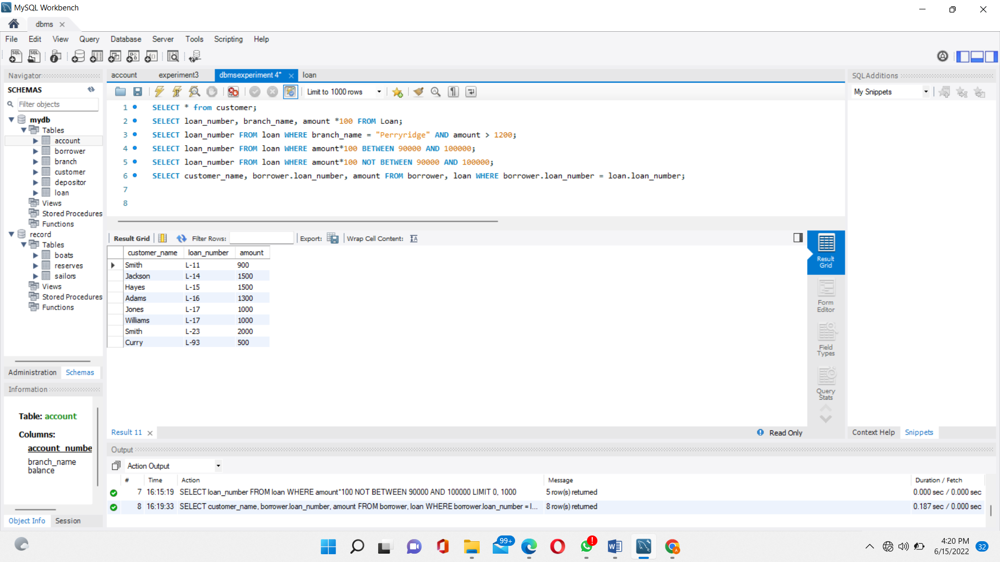 MySQL Workbench
dbms
File Edit View Query Database Server Tools Scripting Help
Navigator
SCHEMAS
Filter objects
mydb
Tables
account
borrower
branch
customer
depositor
loan
Views
Stored Procedures
Functions
record
Tables
boats
reserves
sailors
Views
Stored Procedures
Functions
Administration Schemas
Information
Table: account
Columns:
account_numbe
branch_name
balance
Object Info Session
account experiment3 dbmsexperiment 4* loan
Limit to 1000 rows
1 SELECT * from customer;
2 SELECT loan_number, branch_name, amount *100 FROM Loan;
3 SELECT loan_number FROM loan WHERE branch_name = "Perryridge" AND amount > 1200;
4 SELECT loan_number FROM loan WHERE amount*100 BETWEEN 90000 AND 100000;
5 SELECT loan_number FROM loan WHERE amount*100 NOT BETWEEN 90000 AND 100000;
6 SELECT customer_name, borrower.loan_number, amount FROM borrower, loan WHERE borrower.loan_number = loan.loan_number;
7
8
Result Grid Filter Rows: Export: Wrap Cell Content:
customer_name loan_number amount
Smith L-11 900
Jackson L-14 1500
Hayes L-15 1500
Adams L-16 1300
Jones L-17 1000
Williams L-17 1000
Smith L-23 2000
Curry L-93 500
Result
Grid
Form
Editor
Field
Types
Query
Stats
Result 11 Read Only
SQLAdditions
My Snippets
Context Help Snippets
Output
Action Output
# Time Action Message Duration / Fetch
7 16:15:19 SELECT loan_number FROM loan WHERE amount*100 NOT BETWEEN 90000 AND 100000 LIMIT 0, 1000 5 row(s) returned 0.000 sec / 0.000 sec
8 16:19:33 SELECT customer_name, borrower.loan_number, amount FROM borrower, loan WHERE borrower.loan_number = l... 8 row(s) returned 0.187 sec / 0.000 sec
99+
4:20 PM
6/15/2022
32